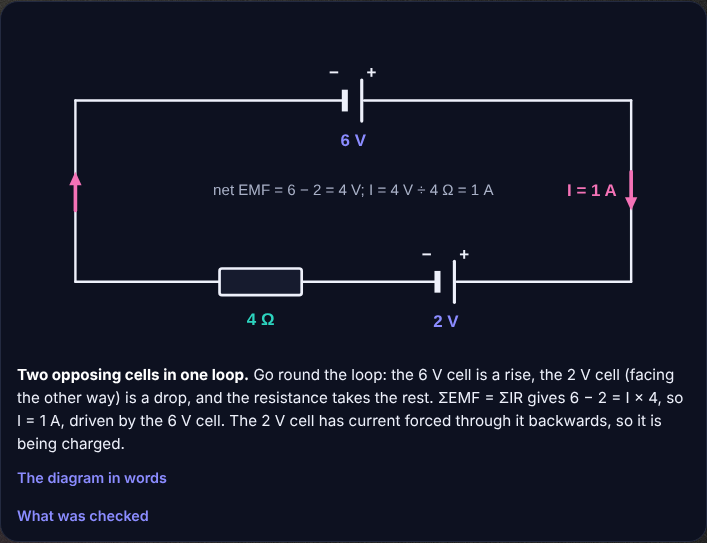 − +
6 V
net EMF = 6 − 2 = 4 V; I = 4 V ÷ 4 Ω = 1 A
I = 1 A
− +
4 Ω
2 V
Two opposing cells in one loop. Go round the loop: the 6 V cell is a rise, the 2 V cell (facing
the other way) is a drop, and the resistance takes the rest. ΣEMF = ΣIR gives 6 − 2 = I × 4, so
I = 1 A, driven by the 6 V cell. The 2 V cell has current forced through it backwards, so it is
being charged.
The diagram in words
What was checked